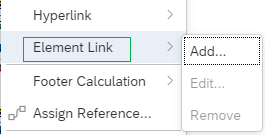 Hyperlink
Element Link
Footer Calculation
Assign Reference...
Add...
Edit...
Remove